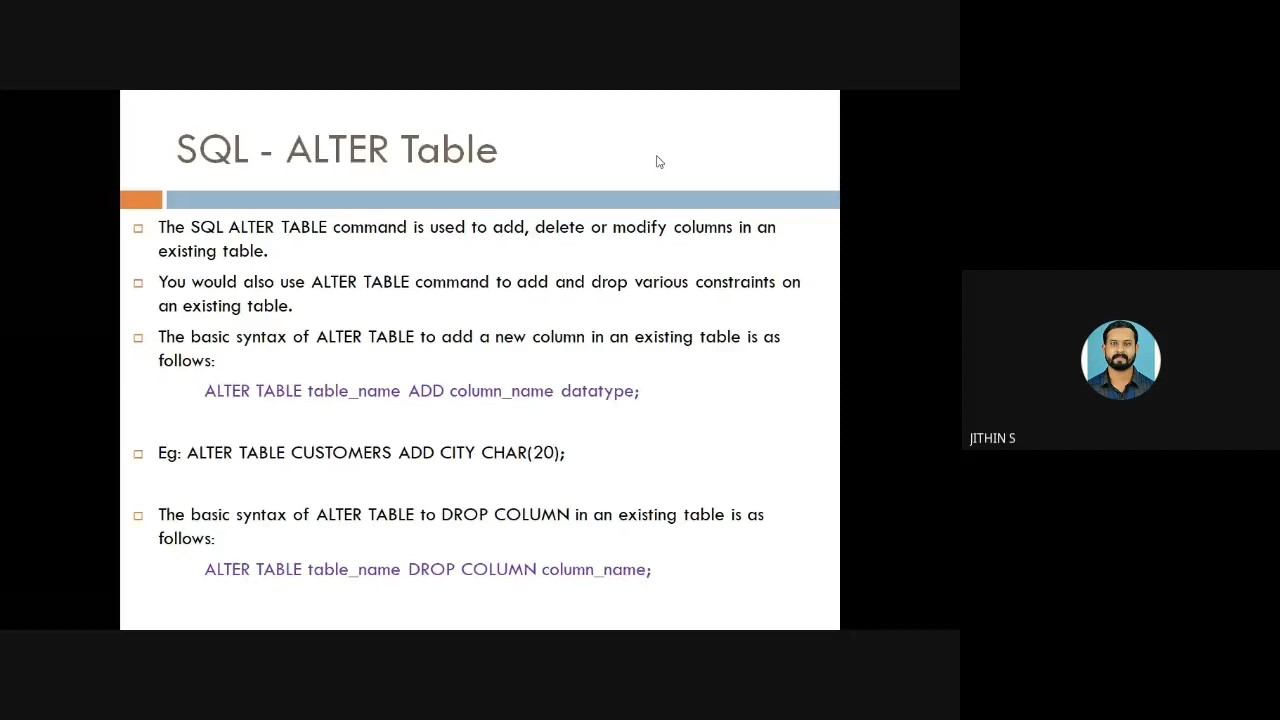 SQL - ALTER Table
The SQL ALTER TABLE command is used to add, delete or modify columns in an
existing table.
You would also use ALTER TABLE command to add and drop various constraints on
an existing table.
The basic syntax of ALTER TABLE to add a new column in an existing table is as
follows:
ALTER TABLE table_name ADD column_name datatype;
Eg: ALTER TABLE CUSTOMERS ADD CITY CHAR(20);
The basic syntax of ALTER TABLE to DROP COLUMN in an existing table is as
follows:
ALTER TABLE table_name DROP COLUMN column_name;
JITHIN S